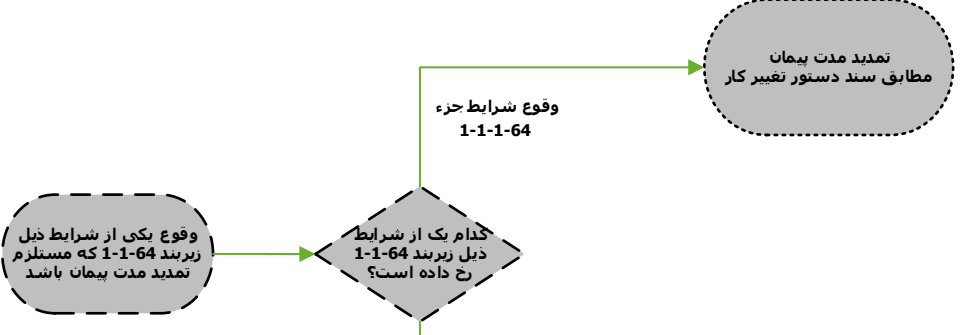 تمدید مدت پیمان
مطابق سند دستور تغییر کار
وقوع شرایط جزء
1-1-1-64
وقوع یکی از شرایط ذیل
زیربند 64-1-1 که مستلزم
تمدید مدت پیمان باشد
کدام یک از شرایط
ذیل زیربند 64-1-1
رخ داده است؟